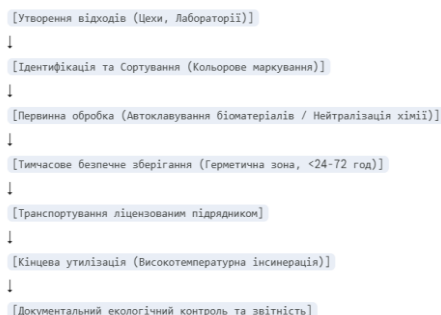 [Утворення відходів (Цехи, Лабораторії)]
↓
[Ідентифікація та Сортування (Кольорове маркування)]
↓
[Первинна обробка (Автоклавування біоматеріалів / Нейтралізація хімії)]
↓
[Тимчасове безпечне зберігання (Герметична зона, <24-72 год)]
↓
[Транспортування ліцензованим підрядником]
↓
[Кінцева утилізація (Високотемпературна інсинерація)]
↓
[Документальний екологічний контроль та звітність]